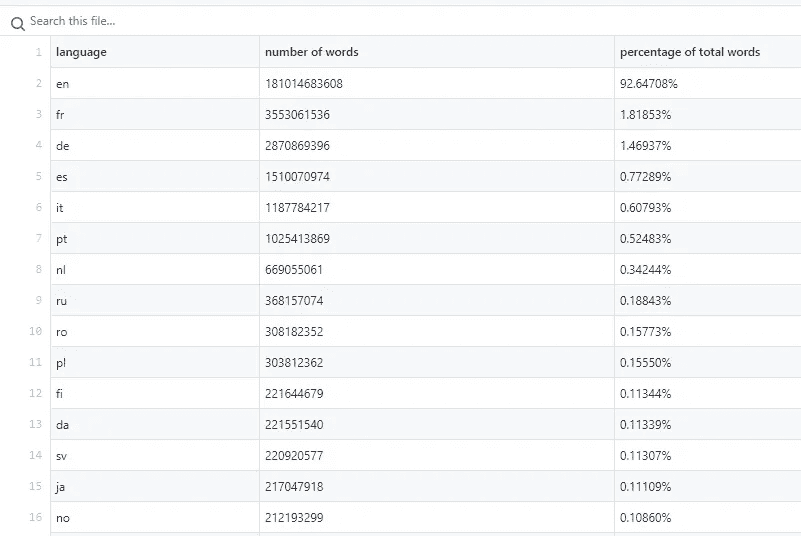 Search this file...
1 language number of words percentage of total words
2 en 181014683608 92.64708%
3 fr 3553061536 1.81853%
4 de 2870869396 1.46937%
5 es 1510070974 0.77289%
6 it 1187784217 0.60793%
7 pt 1025413869 0.52483%
8 nl 669055061 0.34244%
9 ru 368157074 0.18843%
10 ro 308182352 0.15773%
11 pl 303812362 0.15550%
12 fi 221644679 0.11344%
13 da 221551540 0.11339%
14 sv 220920577 0.11307%
15 ja 217047918 0.11109%
16 no 212193299 0.10860%